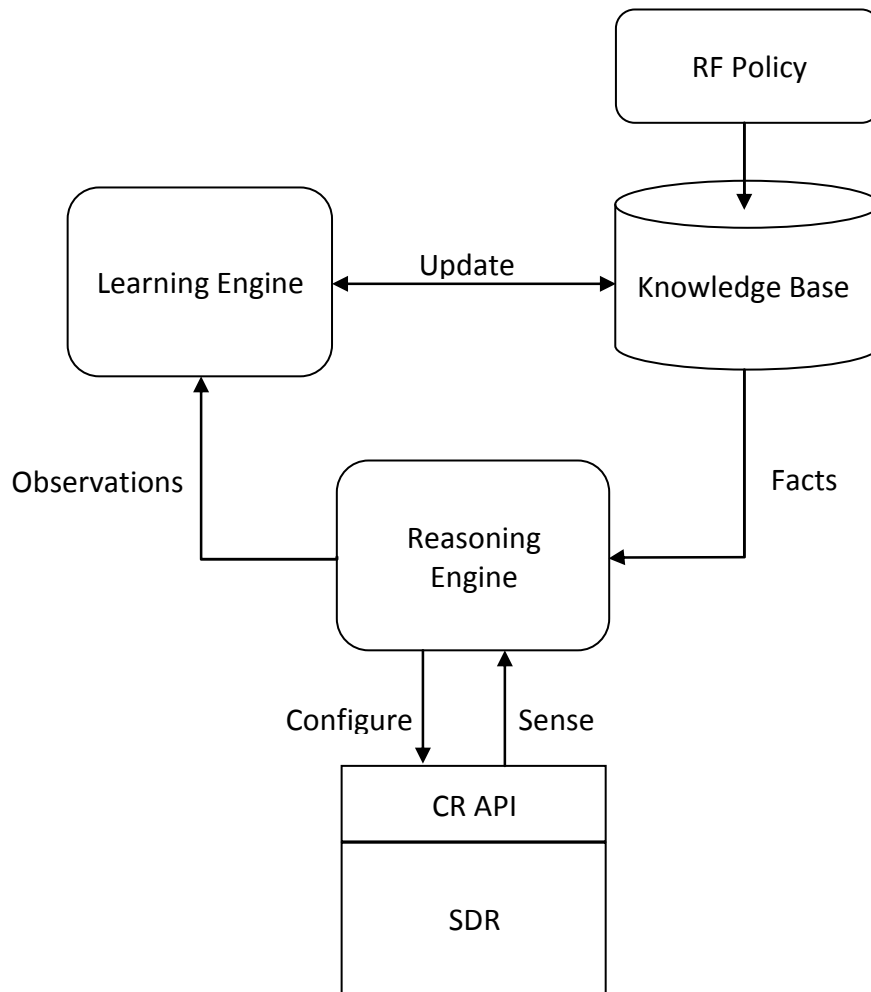 RF Policy
Learning Engine
Update
Knowledge Base
Observations
Reasoning
Engine
Facts
Configure
Sense
CR API
SDR